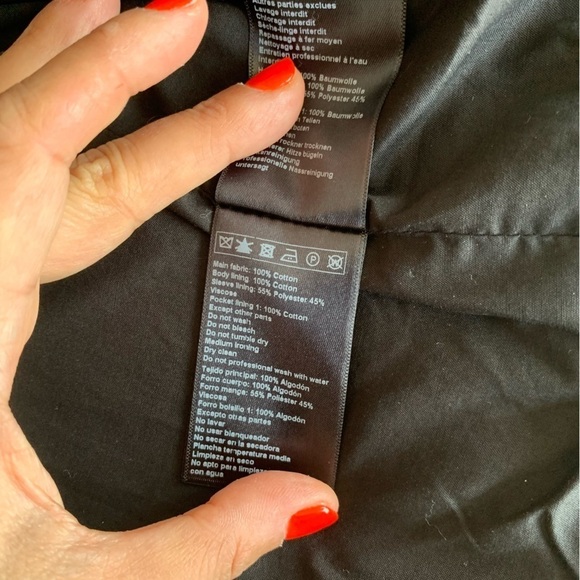 Autres parties exclues
Lavage interdit
Chlorage interdit
Sèche-linge interdit
Repassage à fer moyen
Nettoyage à sec
Entretien professionnel à l'eau
100% Baumwolle
100% Baumwolle
Polyester 45%
1: 100% Baumwolle
Teilen
trocknen
Hitze bügeln
professionelle Nassreinigung
untersagt
P
W
Main fabric: 100% Cotton
Body lining: 100% Cotton
Sleeve lining: 55% Polyester 45%
Viscose
Pocket lining 1: 100% Cotton
Except other parts
Do not wash
Do not bleach
Do not tumble dry
Medium ironing
Dry clean
Do not professional wash with water
Tejido principal: 100% Algodón
Forro cuerpo: 100% Algodón
Forro manga: 55% Poliéster 45%
Viscosa
Forro bolsillo 1: 100% Algodón
Excepto otras partes
No lavar
No usar blanqueador
No secar en la secadora
Plancha temperatura media
Limpieza en seco
No apto para limpieza
con agua